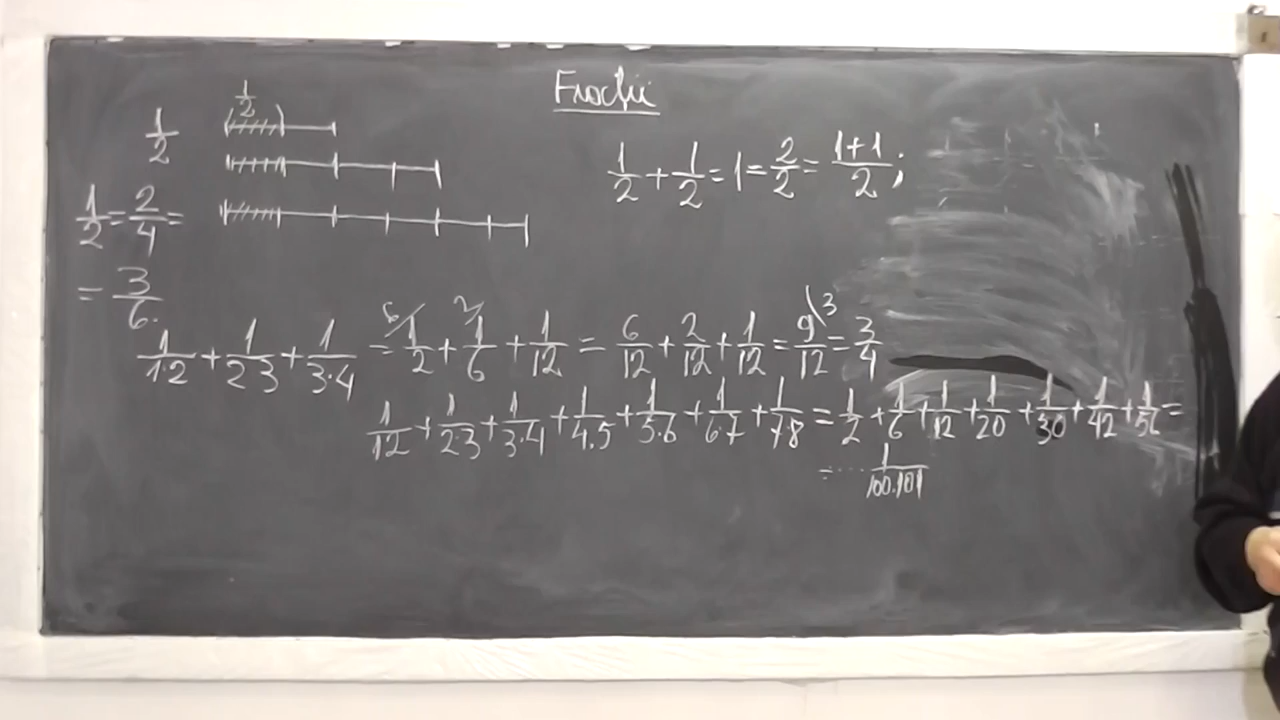 Fracții
1/2
1/2
1/2 + 1/2 = 1 = 2/2 = (1+1)/2 ;
1/2 = 2/4 =
= 3/6.
1/(1·2) + 1/(2·3) + 1/(3·4) = 1/2 + 1/6 + 1/12 = 6/12 + 2/12 + 1/12 = 9/12 = 3/4
1/(1·2) + 1/(2·3) + 1/(3·4) + 1/(4·5) + 1/(5·6) + 1/(6·7) + 1/(7·8) = 1/2 + 1/6 + 1/12 + 1/20 + 1/30 + 1/42 + 1/56 =
= ... 1/(100·101)